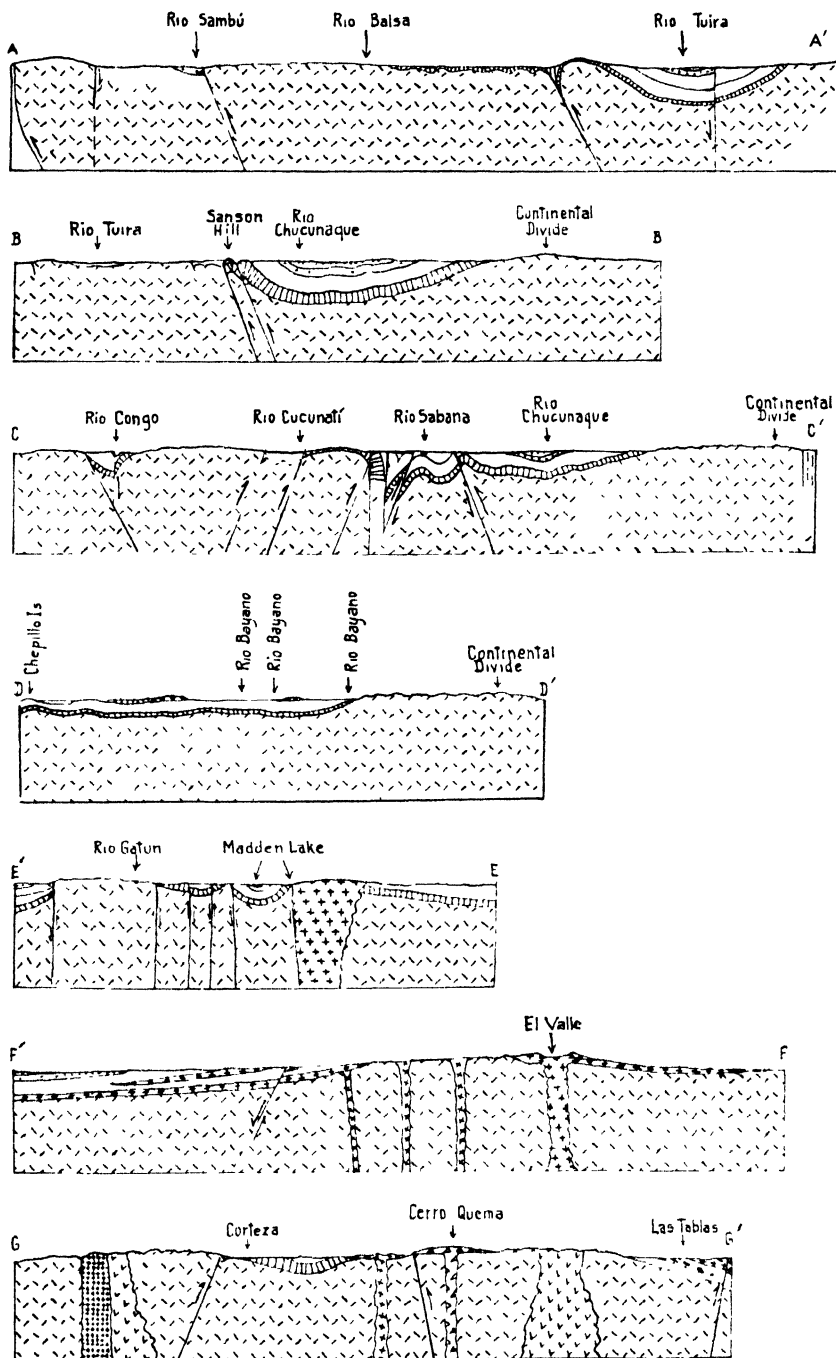 Rio Sambú Rio Balsa Rio Tuira
A A'
Rio Tuira Sanson Hill Rio Chucunaque Continental Divide
B B
Rio Congo Rio Cucunatí Rio Sabana Rio Chucunaque Continental Divide
C C'
Chepillo Is Rio Bayano Rio Bayano Rio Bayano Continental Divide
D D'
Rio Gatun Madden Lake
E' E
El Valle
F' F
Corteza Cerro Quema Las Tablas
G G'